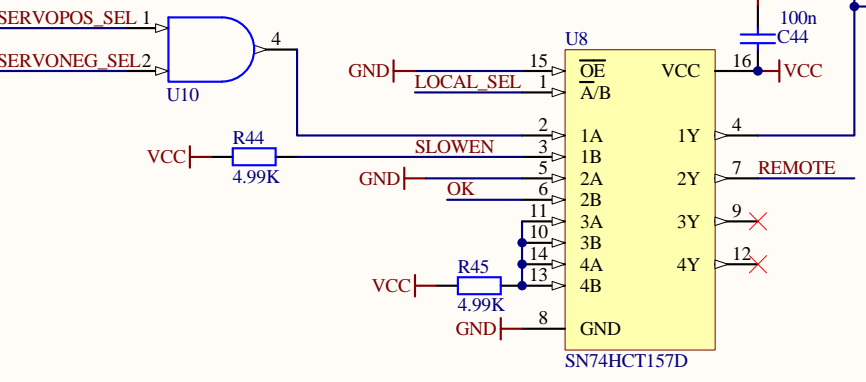 SERVOPOS_SEL 1
SERVONEG_SEL2
4
U10
100n
C44
U8
GND 15 OE VCC 16 VCC
LOCAL_SEL 1 A/B
2 1A 1Y 4
R44
VCC SLOWEN 3 1B
4.99K
GND 5 2A 2Y 7 REMOTE
OK 6 2B
11 3A 3Y 9
10 3B
14 4A 4Y 12
R45
VCC 13 4B
4.99K
GND 8 GND
SN74HCT157D